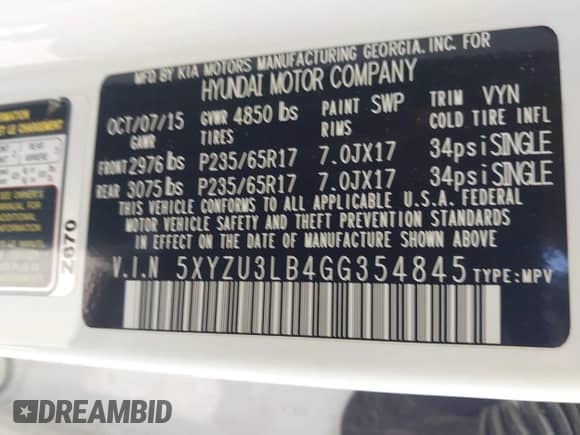 MFD BY KIA MOTORS MANUFACTURING GEORGIA, INC. FOR
HYUNDAI MOTOR COMPANY
OCT/07/15 GVWR 4850 lbs PAINT SWP TRIM VYN
GAWR TIRES RIMS COLD TIRE INFL
FRONT 2976 lbs P235/65R17 7.0JX17 34psi SINGLE
REAR 3075 lbs P235/65R17 7.0JX17 34psi SINGLE
THIS VEHICLE CONFORMS TO ALL APPLICABLE U.S.A. FEDERAL
MOTOR VEHICLE SAFETY AND THEFT PREVENTION STANDARDS
IN EFFECT ON THE DATE OF MANUFACTURE SHOWN ABOVE
V.I.N 5XYZU3LB4GG354845 TYPE:MPV
Z670
DREAMBID